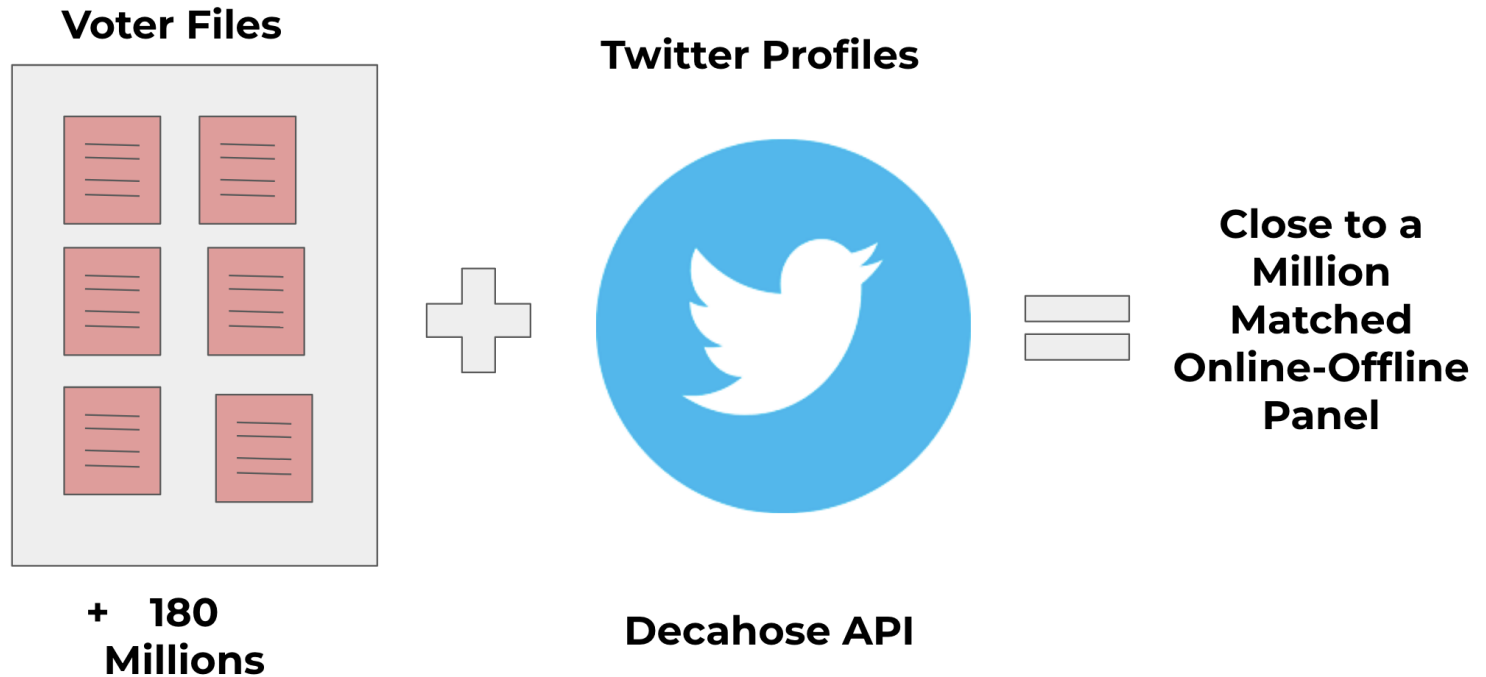 Voter Files
Twitter Profiles
Close to a
Million
Matched
Online-Offline
Panel
+ 180
Millions
Decahose API